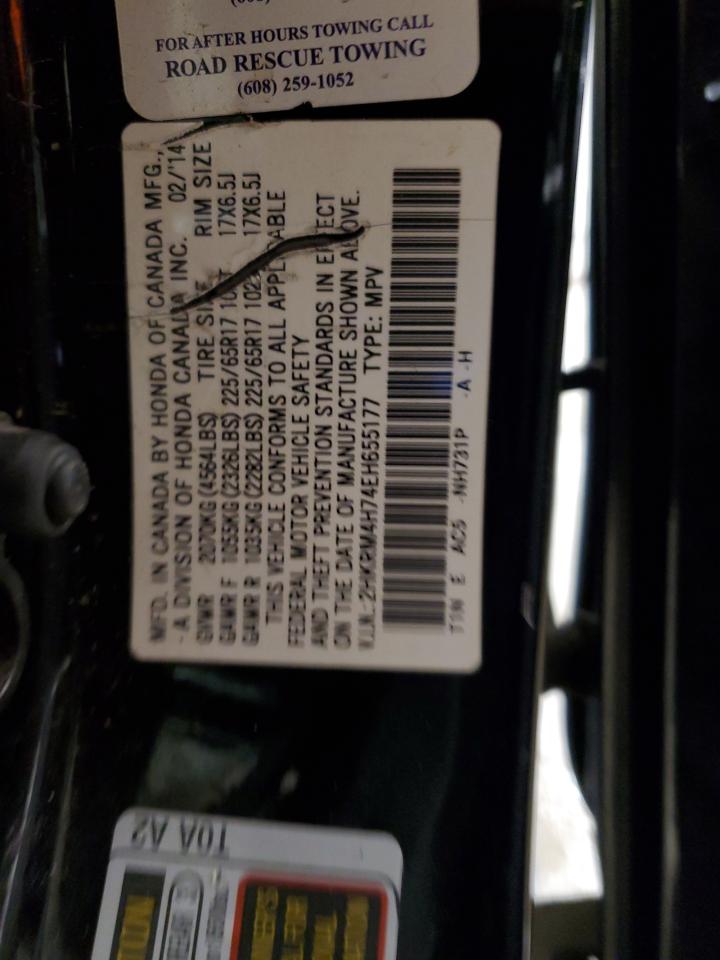 FOR AFTER HOURS TOWING CALL
ROAD RESCUE TOWING
(608) 259-1052
MFD. IN CANADA BY HONDA OF CANADA MFG.,
-A DIVISION OF HONDA CANADA INC. 02/'14
GVWR 2070KG(4564LBS) TIRE SIZE RIM SIZE
GAWR F 1055KG(2326LBS) 225/65R17 17X6.5J
GAWR R 1035KG(2282LBS) 225/65R17 17X6.5J
THIS VEHICLE CONFORMS TO ALL APPLICABLE
FEDERAL MOTOR VEHICLE SAFETY
AND THEFT PREVENTION STANDARDS IN EFFECT
ON THE DATE OF MANUFACTURE SHOWN ABOVE.
V.I.N.:2HKRM4H74EH655177 TYPE: MPV
E AC5 -NH731P -A -H
T0A A2